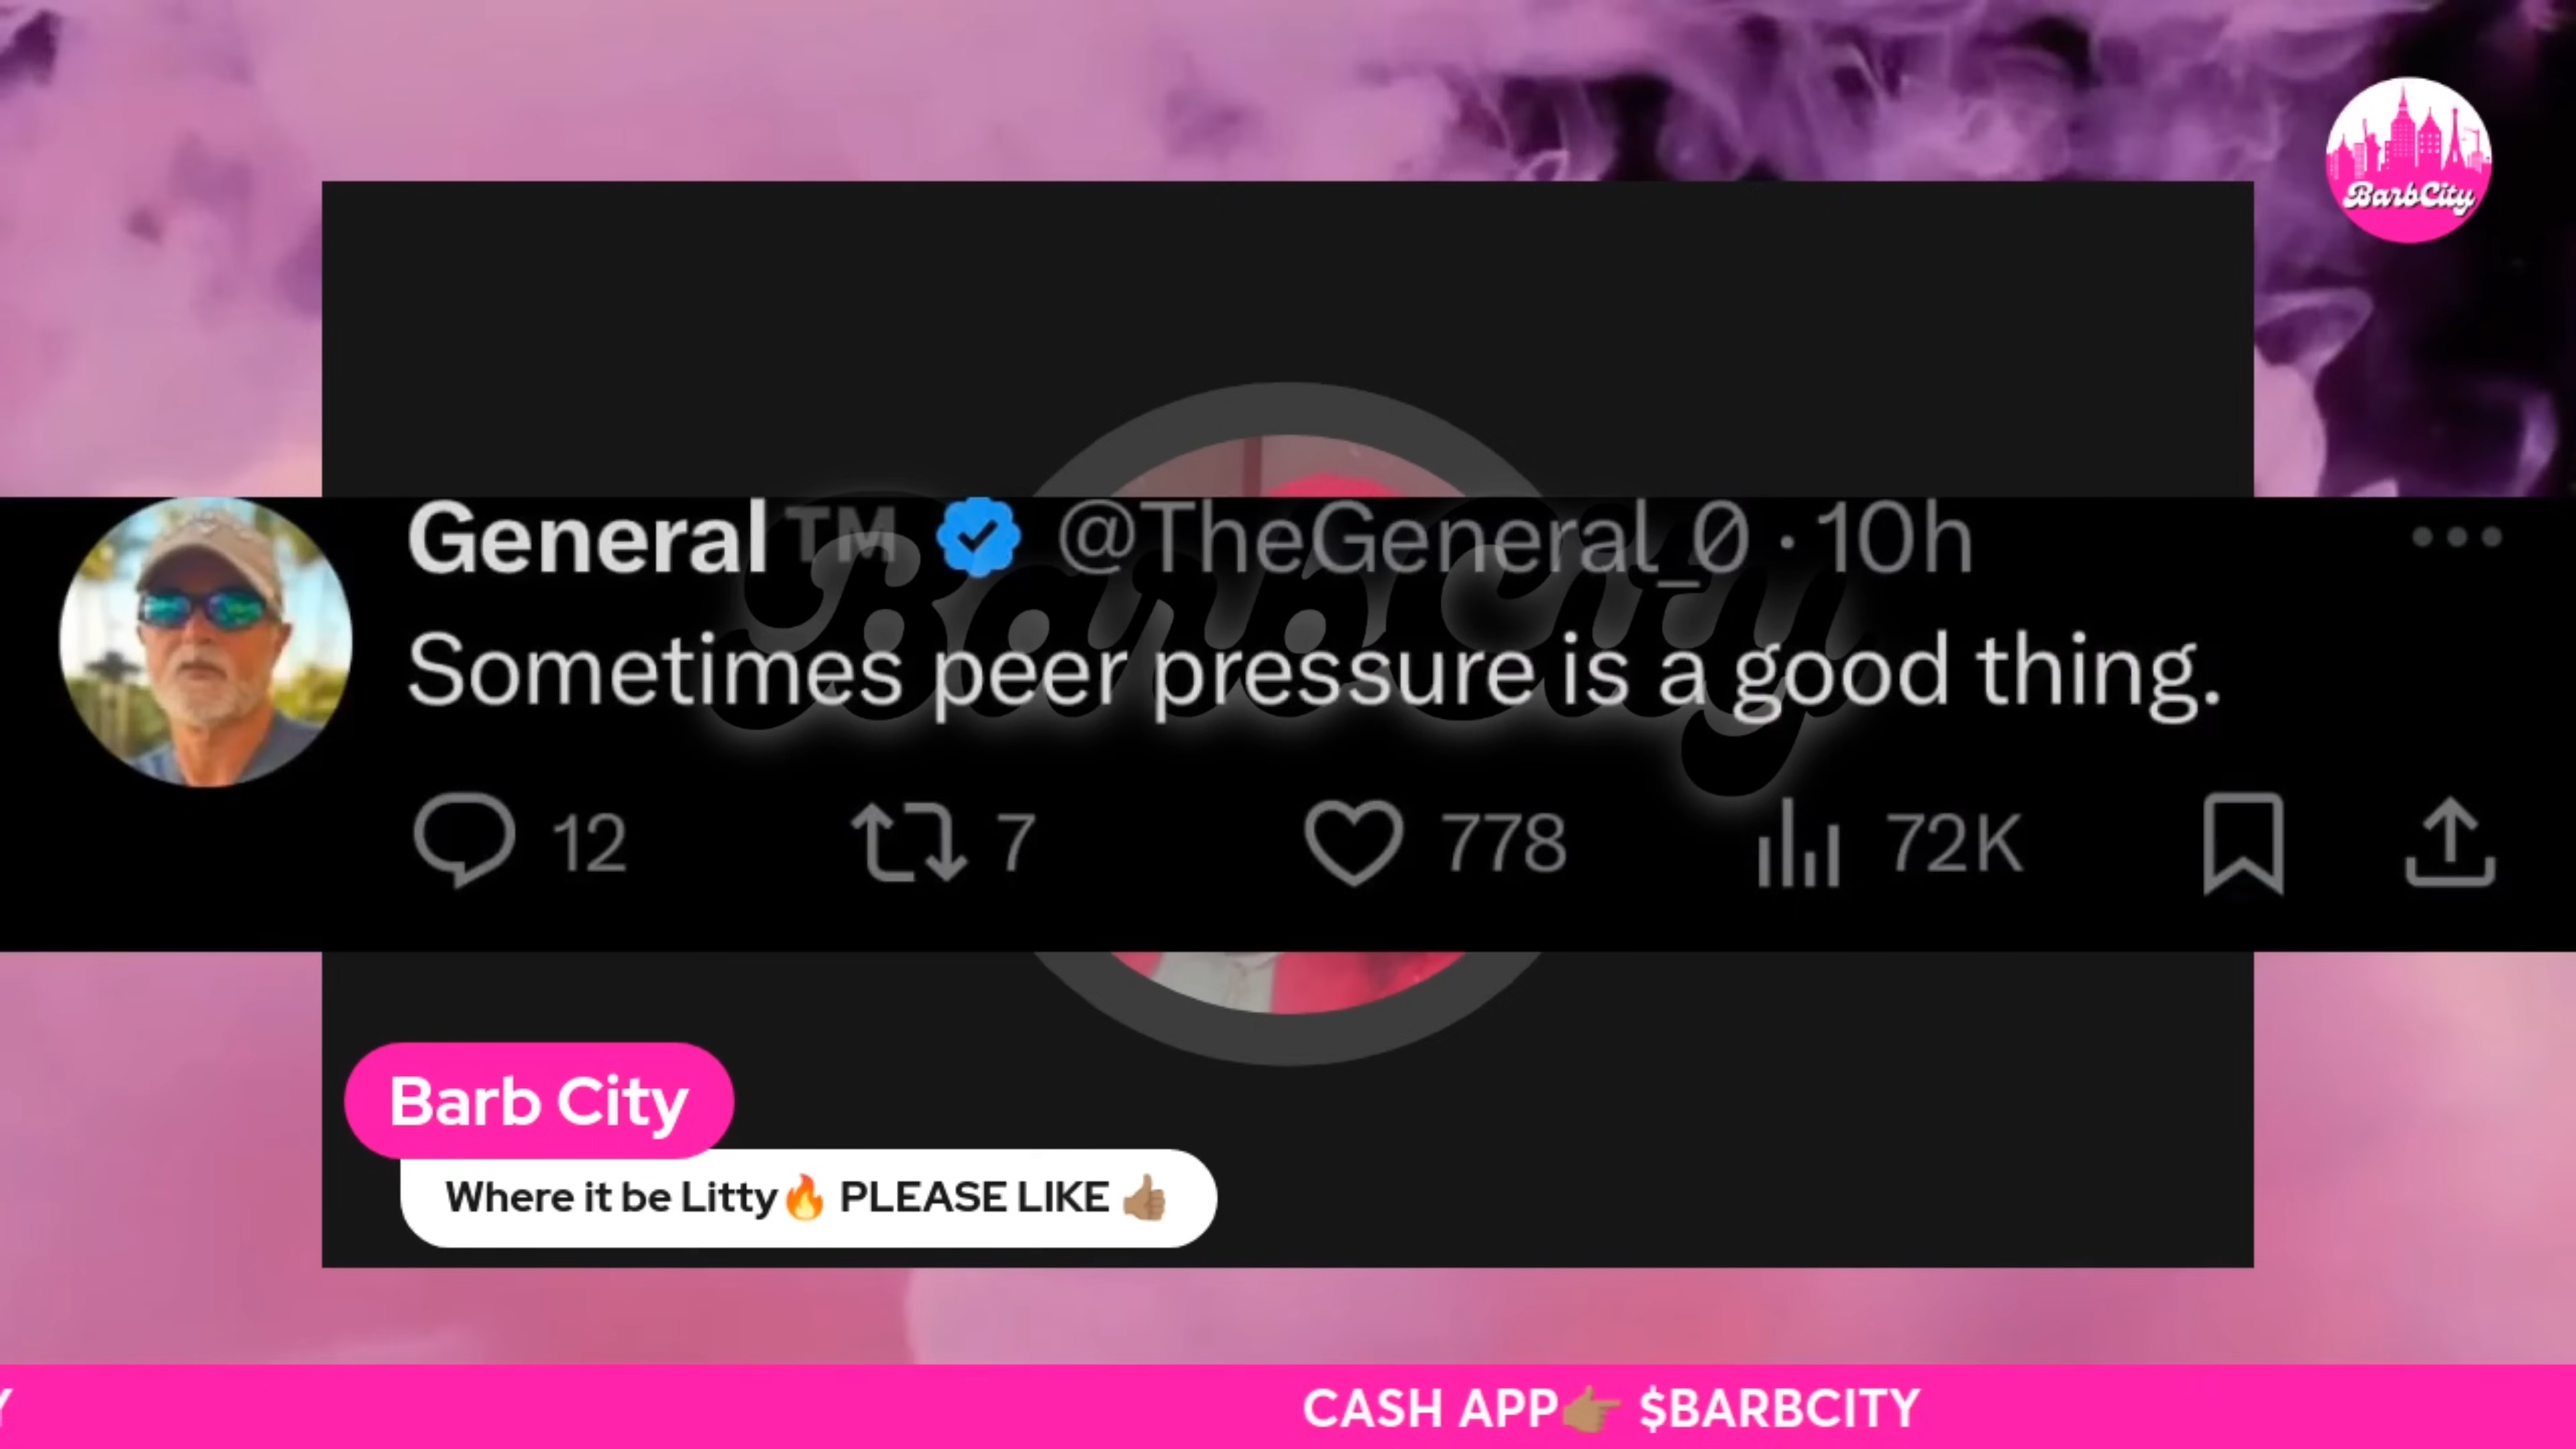 BarbCity
General™ @TheGeneral_0 · 10h
Sometimes peer pressure is a good thing.
BarbCity
12 7 778 72K
Barb City
Where it be Litty🔥 PLEASE LIKE 👍🏽
Y CASH APP👉🏽 $BARBCITY